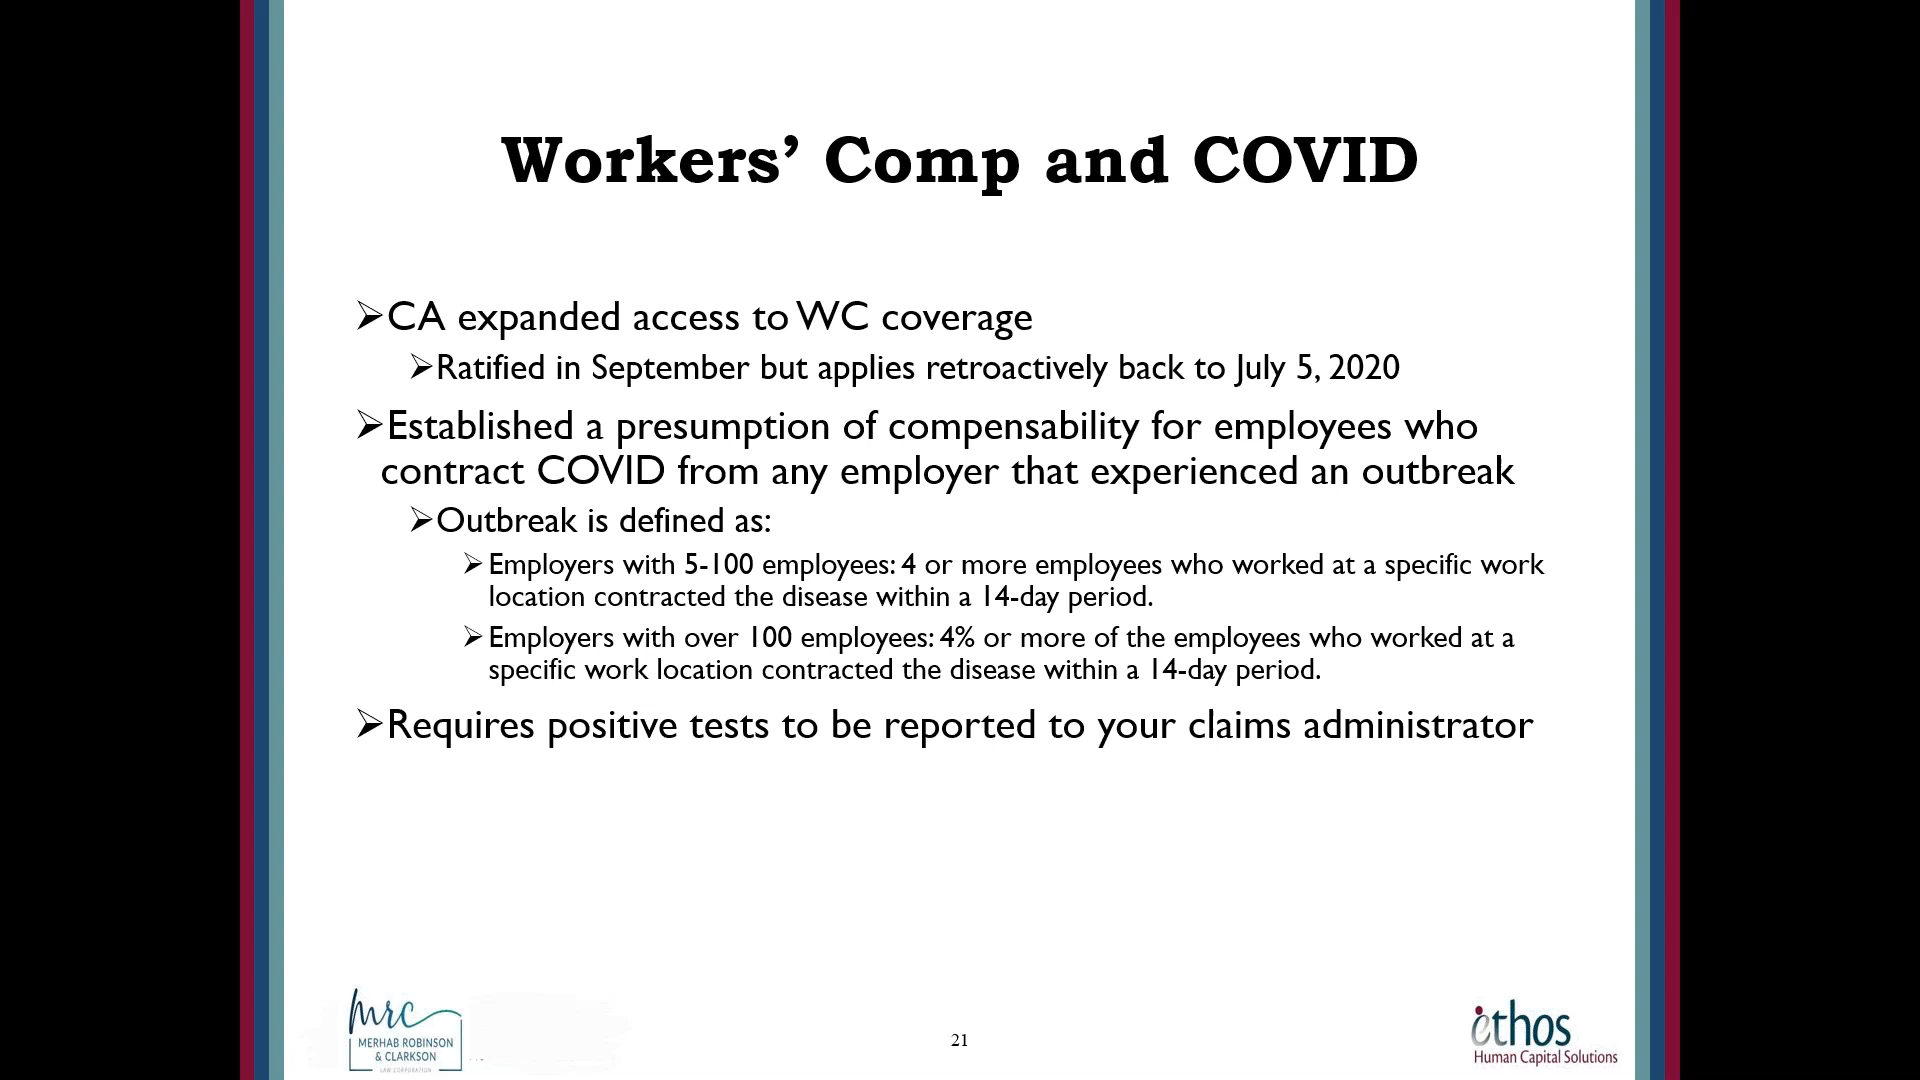 Workers’ Comp and COVID
➢CA expanded access to WC coverage
➢Ratified in September but applies retroactively back to July 5, 2020
➢Established a presumption of compensability for employees who
contract COVID from any employer that experienced an outbreak
➢Outbreak is defined as:
➢Employers with 5-100 employees: 4 or more employees who worked at a specific work
location contracted the disease within a 14-day period.
➢Employers with over 100 employees: 4% or more of the employees who worked at a
specific work location contracted the disease within a 14-day period.
➢Requires positive tests to be reported to your claims administrator
mrc
MERHAB ROBINSON
& CLARKSON
LAW CORPORATION
21
ethos
Human Capital Solutions